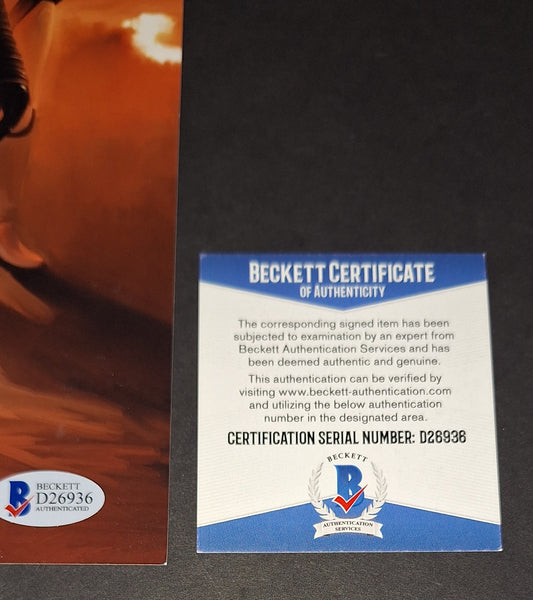 BECKETT CERTIFICATE
OF AUTHENTICITY
The corresponding signed item has been
subjected to examination by an expert from
Beckett Authentication Services and has
been deemed authentic and genuine.
This authentication can be verified by
visiting www.beckett-authentication.com
and utilizing the below authentication
number in the designated area.
CERTIFICATION SERIAL NUMBER: D26936
BECKETT
B
AUTHENTICATION
SERVICES
B
BECKETT
D26936
AUTHENTICATED